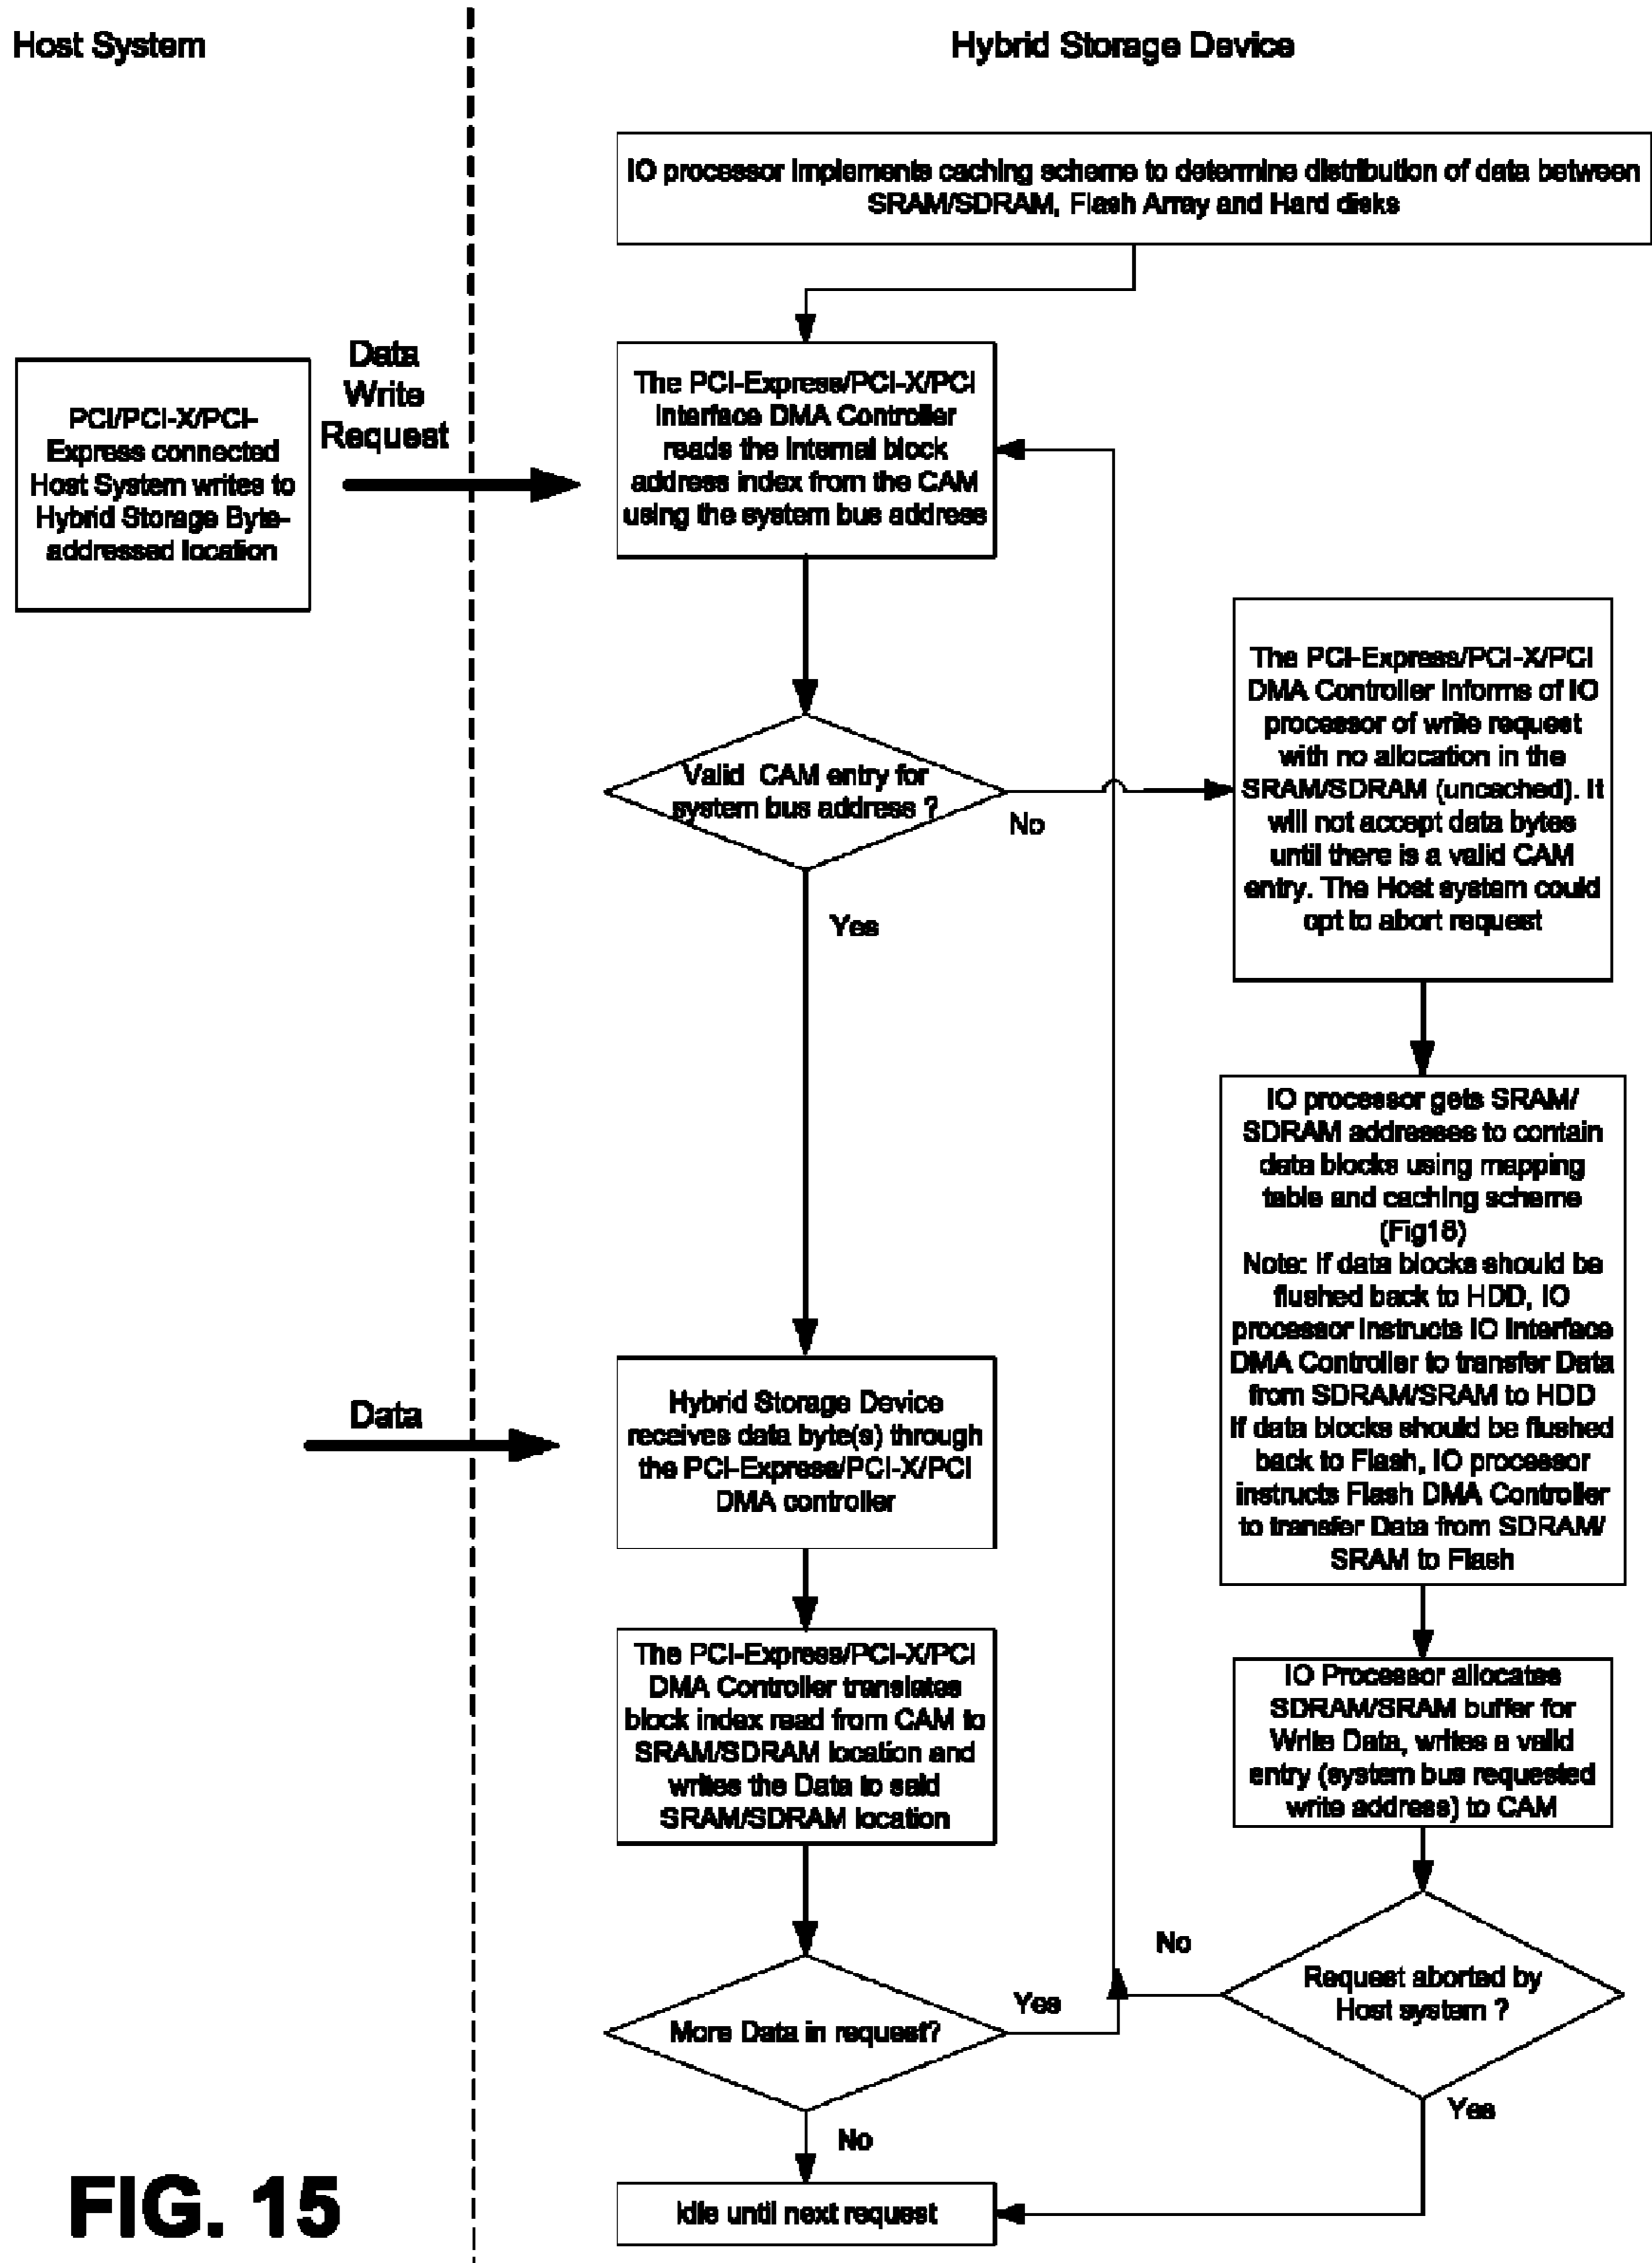 Host System
Hybrid Storage Device
IO processor implements caching scheme to determine distribution of data between
SRAM/SDRAM, Flash Array and Hard disks
PCI/PCI-X/PCI-
Express connected
Host System writes to
Hybrid Storage Byte-
addressed location
Data
Write
Request
The PCI-Express/PCI-X/PCI
Interface DMA Controller
reads the internal block
address index from the CAM
using the system bus address
Valid CAM entry for
system bus address ?
No
Yes
The PCI-Express/PCI-X/PCI
DMA Controller informs of IO
processor of write request
with no allocation in the
SRAM/SDRAM (uncached). It
will not accept data bytes
until there is a valid CAM
entry. The Host system could
opt to abort request
IO processor gets SRAM/
SDRAM addresses to contain
data blocks using mapping
table and caching scheme
(Fig18)
Note: If data blocks should be
flushed back to HDD, IO
processor instructs IO Interface
DMA Controller to transfer Data
from SDRAM/SRAM to HDD
If data blocks should be flushed
back to Flash, IO processor
instructs Flash DMA Controller
to transfer Data from SDRAM/
SRAM to Flash
Data
Hybrid Storage Device
receives data byte(s) through
the PCI-Express/PCI-X/PCI
DMA controller
The PCI-Express/PCI-X/PCI
DMA Controller translates
block index read from CAM to
SRAM/SDRAM location and
writes the Data to said
SRAM/SDRAM location
IO Processor allocates
SDRAM/SRAM buffer for
Write Data, writes a valid
entry (system bus requested
write address) to CAM
No
Request aborted by
Host system ?
Yes
More Data in request?
Yes
No
Idle until next request
FIG. 15